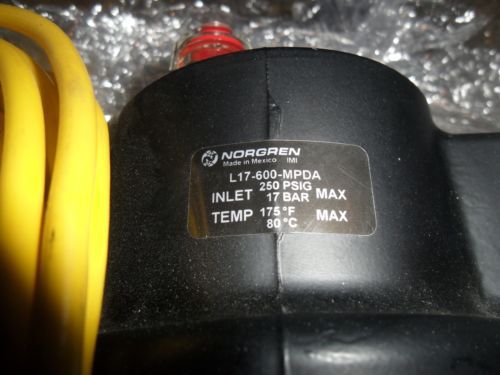 NORGREN
Made in Mexico IMI
L17-600-MPDA
INLET 250 PSIG 17 BAR MAX
TEMP 175°F 80°C MAX